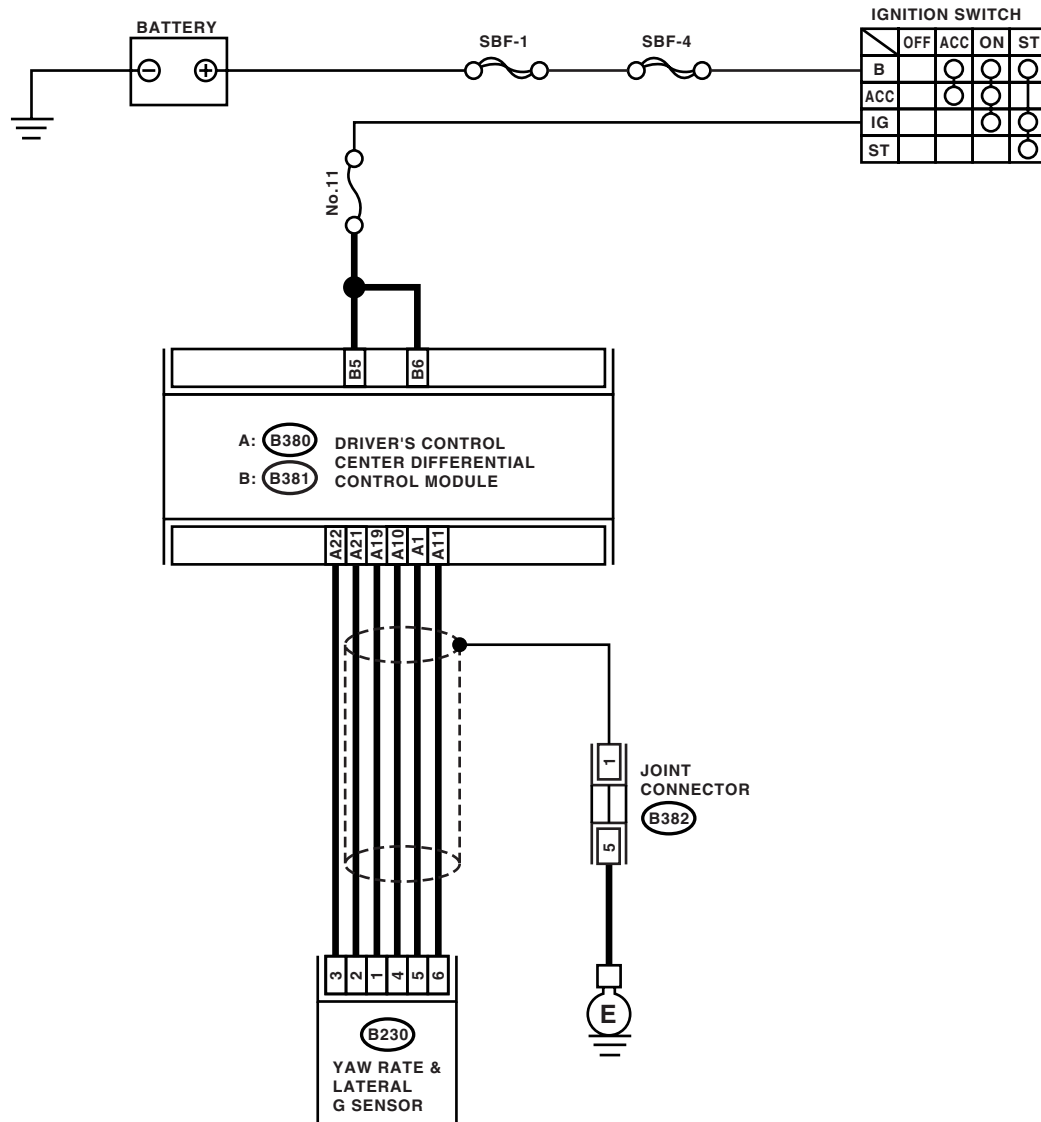 IGNITION SWITCH
BATTERY
SBF-1
SBF-4
OFF ACC ON ST
B
ACC
IG
ST
No.11
B5 B6
A: B380
B: B381
DRIVER'S CONTROL
CENTER DIFFERENTIAL
CONTROL MODULE
A22 A21 A19 A10 A1 A11
1
JOINT
CONNECTOR
B382
5
3 2 1 4 5 6
E
B230
YAW RATE &
LATERAL
G SENSOR